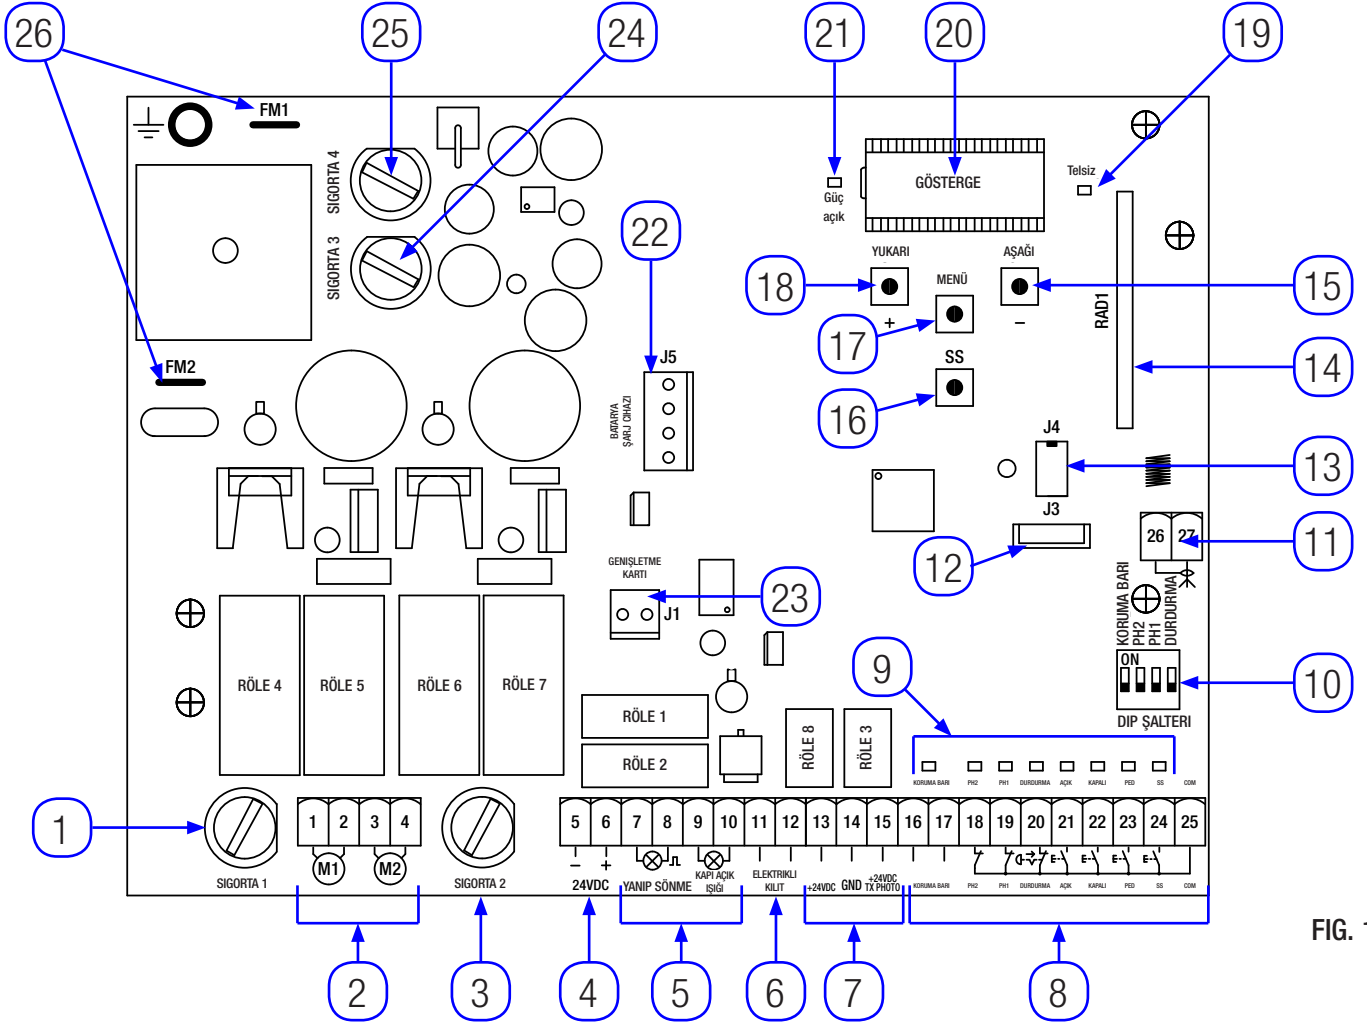 26
25
24
21
20
19
FM1
SIGORTA 4
GÖSTERGE
Telsiz
Güç
açık
22
SIGORTA 3
YUKARI
AŞAĞI
18
MENÜ
15
+
−
17
RAD1
FM2
J5
SS
14
BATARYA
ŞARJ CIHAZI
16
J4
13
J3
26
27
11
12
GENIŞLETME
KARTI
23
J1
KORUMA BARI
PH2
PH1
DURDURMA
9
ON
10
RÖLE 4
RÖLE 5
RÖLE 6
RÖLE 7
RÖLE 1
RÖLE 2
RÖLE 8
RÖLE 3
DIP ŞALTERI
KORUMA BARI PH2 PH1 DURDURMA AÇIK KAPALI PED SS COM
1
1 2 3 4
5 6 7 8 9 10 11 12 13 14 15 16 17 18 19 20 21 22 23 24 25
M1
M2
− +
SIGORTA 1
SIGORTA 2
24VDC
YANIP SÖNME
KAPI AÇIK
IŞIĞI
ELEKTRIKLI
KILIT
+24VDC
GND
+24VDC
TX PHOTO
KORUMA BARI PH2 PH1 DURDURMA AÇIK KAPALI PED SS COM
FIG.
2
3
4
5
6
7
8